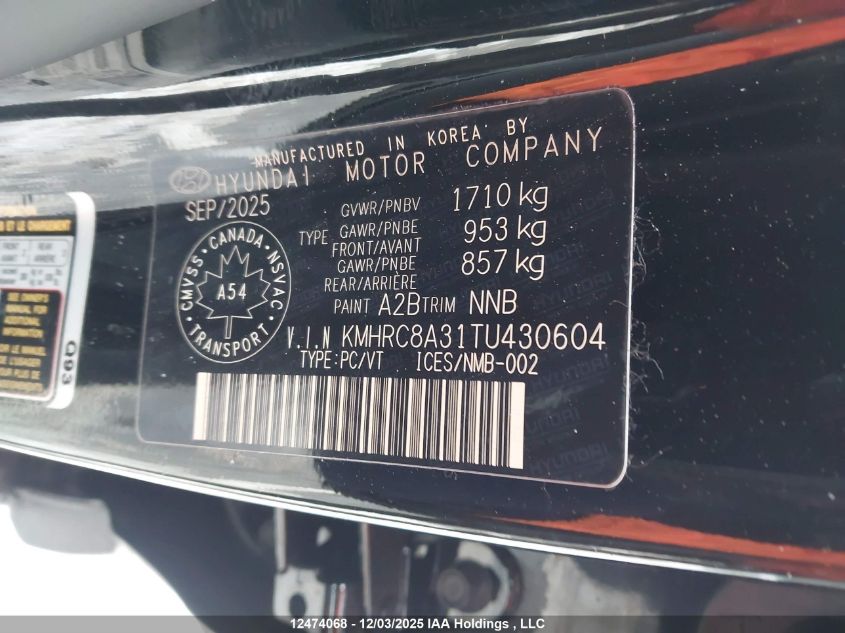 MANUFACTURED IN KOREA BY
HYUNDAI MOTOR COMPANY
SEP/2025
GVWR/PNBV 1710 kg
TYPE GAWR/PNBE 953 kg
FRONT/AVANT
GAWR/PNBE 857 kg
REAR/ARRIÈRE
PAINT A2B TRIM NNB
CMVSS · CANADA · NSVAC
A54
· TRANSPORT ·
V.I.N KMHRC8A31TU430604
TYPE:PC/VT ICES/NMB-002
HYUNDAI
Q93
12474068 - 12/03/2025 IAA Holdings, LLC.